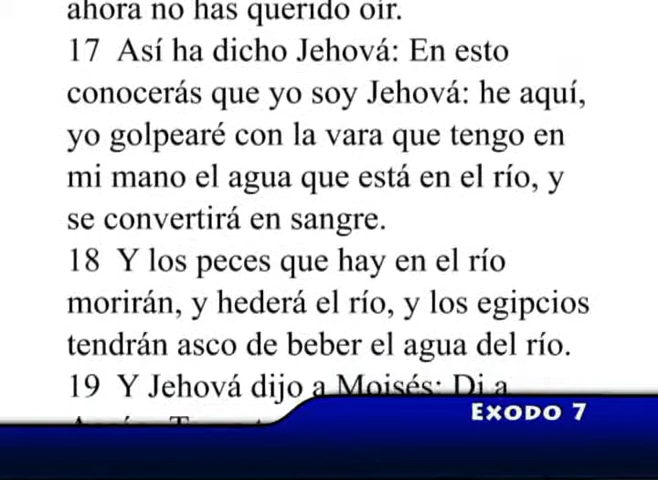 ahora no has querido oír.
17 Así ha dicho Jehová: En esto
conocerás que yo soy Jehová: he aquí,
yo golpearé con la vara que tengo en
mi mano el agua que está en el río, y
se convertirá en sangre.
18 Y los peces que hay en el río
morirán, y hederá el río, y los egipcios
tendrán asco de beber el agua del río.
19 Y Jehová dijo a Moisés: Di a
EXODO 7